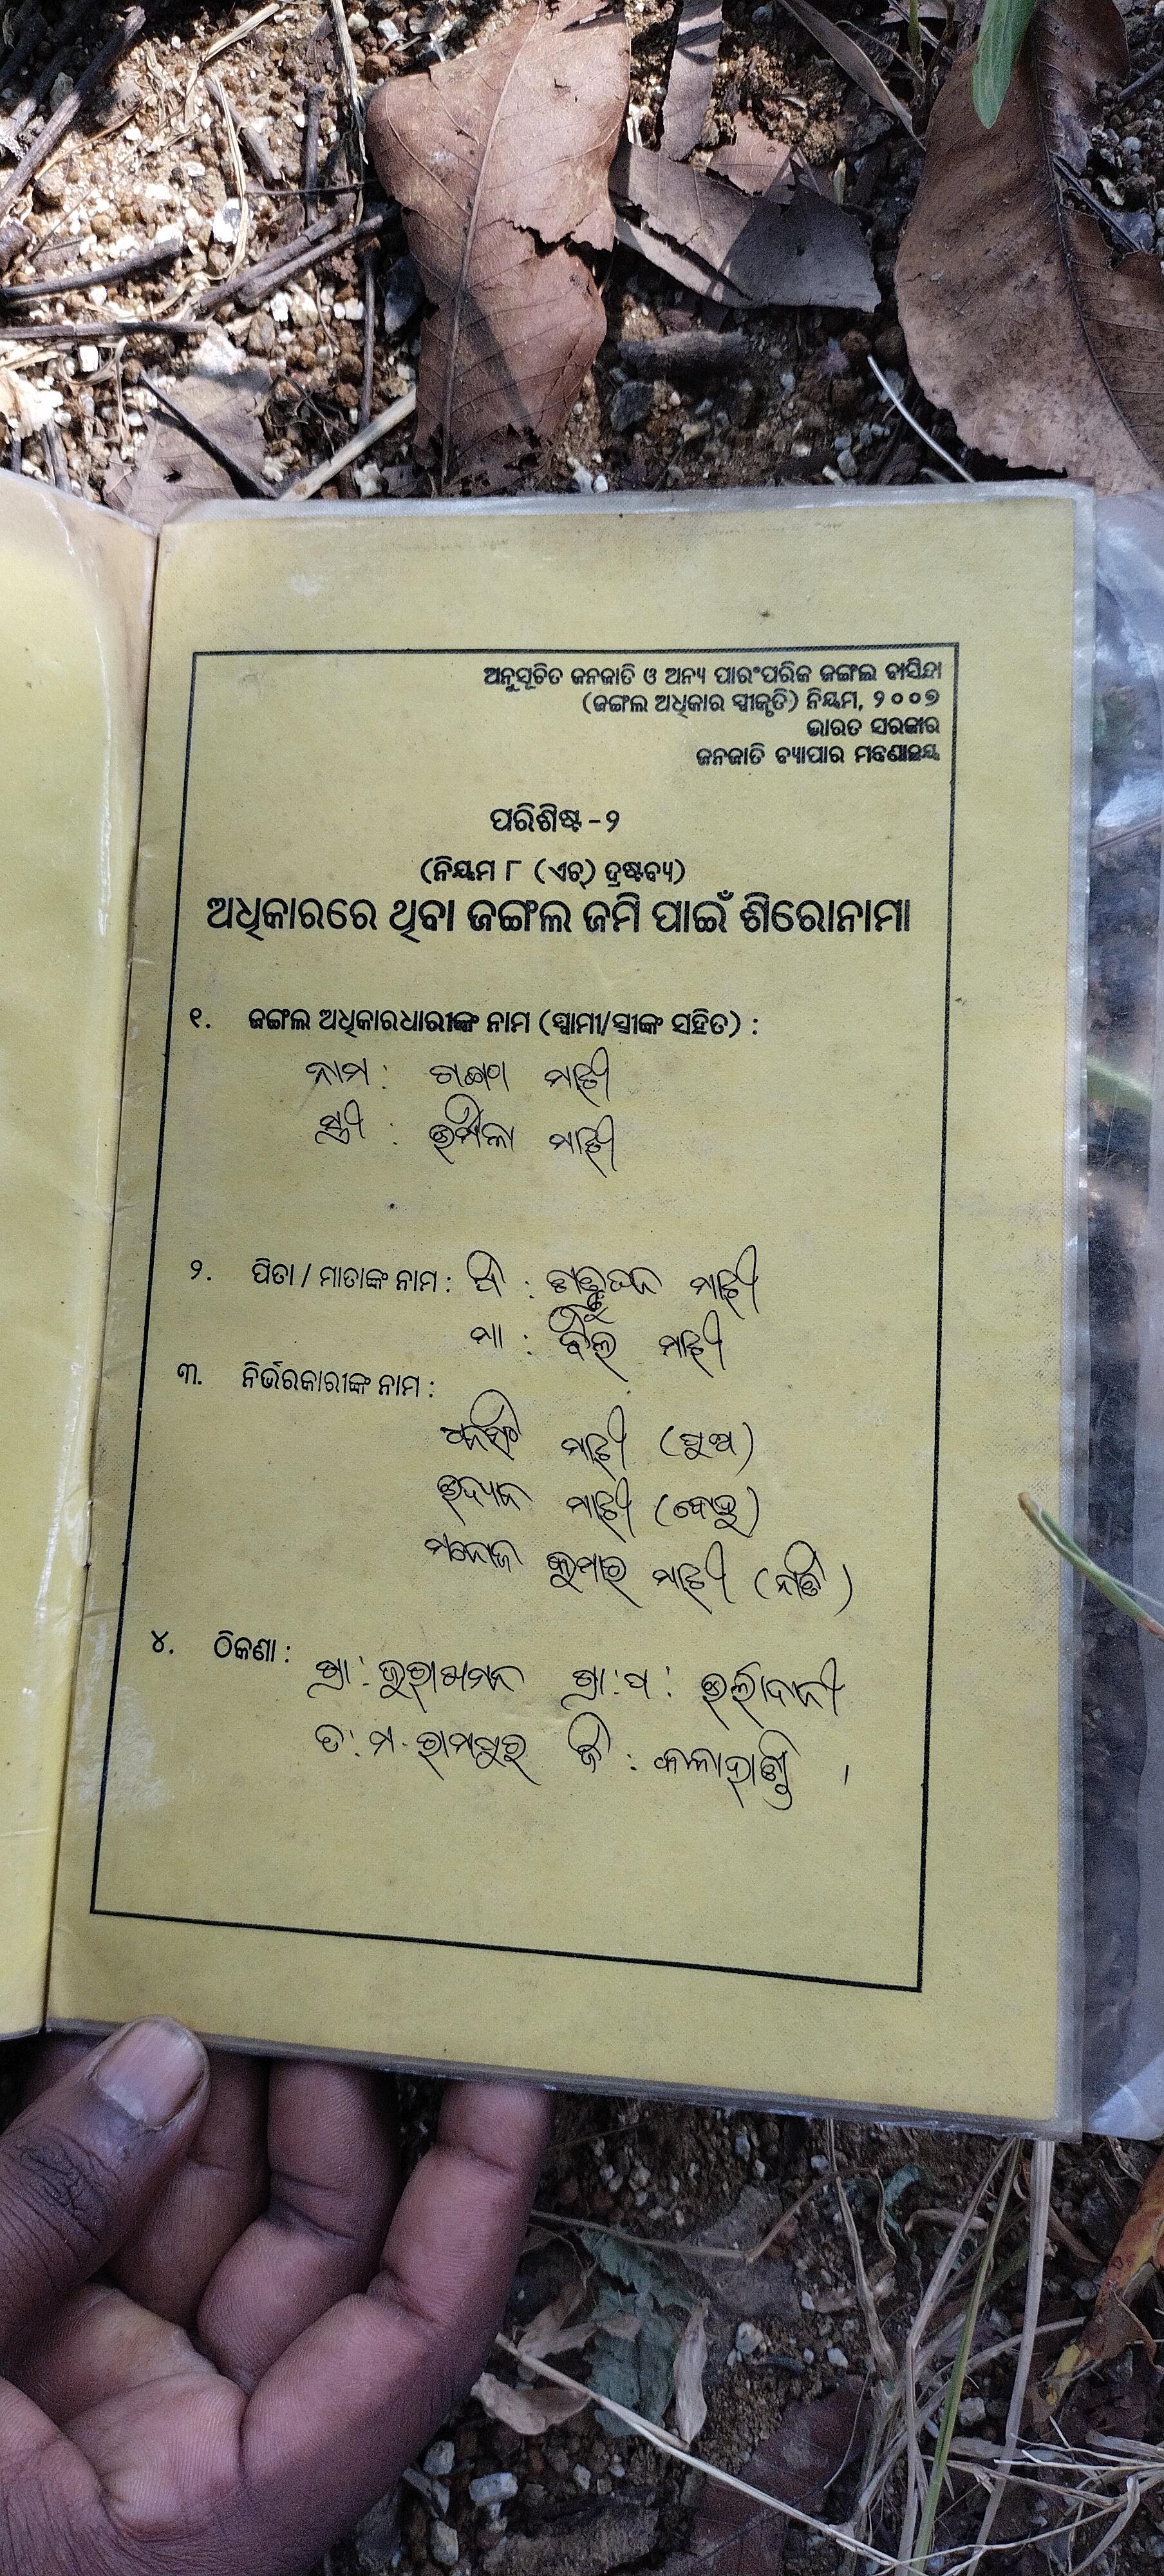 ଅନୁସୂଚିତ ଜନଜାତି ଓ ଅନ୍ୟ ପାରଂପରିକ ଜଙ୍ଗଲ ବାସିନ୍ଦା
(ଜଙ୍ଗଲ ଅଧିକାର ସ୍ୱୀକୃତି) ନିୟମ, ୨୦୦୭
ଭାରତ ସରକାର
ଜନଜାତି ବ୍ୟାପାର ମନ୍ତ୍ରଣାଳୟ
ପରିଶିଷ୍ଟ-୨
(ନିୟମ ୮ (ଏଚ୍) ଦ୍ରଷ୍ଟବ୍ୟ)
ଅଧିକାରରେ ଥିବା ଜଙ୍ଗଲ ଜମି ପାଇଁ ଶିରୋନାମା
୧. ଜଙ୍ଗଲ ଅଧିକାରଧାରୀଙ୍କ ନାମ (ସ୍ୱାମୀ/ସ୍ତ୍ରୀଙ୍କ ସହିତ) :
ନାମ : ମାଝୀ
ସ୍ତ୍ରୀ : ଉର୍ମିଳା ମାଝୀ
୨. ପିତା / ମାତାଙ୍କ ନାମ : ପି : ମାଝୀ
ମା : ମାଝୀ
୩. ନିର୍ଭରକାରୀଙ୍କ ନାମ :
ମାଝୀ (ପୁଅ)
ମାଝୀ (ବୋହୂ)
ମନୋଜ କୁମାର ମାଝୀ (ନାତି)
୪. ଠିକଣା :
ଗ୍ରା: ଗ୍ରା:ପ:
ମ.ରାମପୁର ଜି : କଳାହାଣ୍ଡି ।